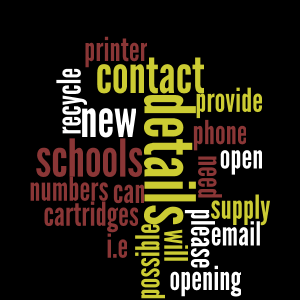 printer
contact
recycle
provide
new
details
phone
schools
need
open
numbers
can
cartridges
supply
please
email
i.e
will
possible
opening